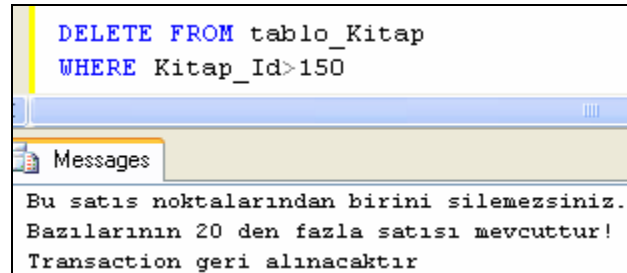 DELETE FROM tablo_Kitap
WHERE Kitap_Id>150
Messages
Bu satıs noktalarından birini silemezsiniz.
Bazılarının 20 den fazla satısı mevcuttur!
Transaction geri alınacaktır